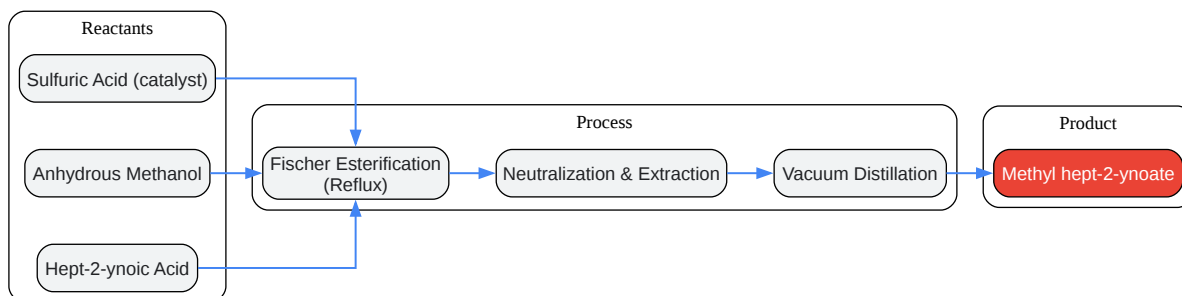 Reactants
Sulfuric Acid (catalyst)
Anhydrous Methanol
Hept-2-ynoic Acid
Process
Fischer Esterification
(Reflux)
Neutralization & Extraction
Vacuum Distillation
Product
Methyl hept-2-ynoate